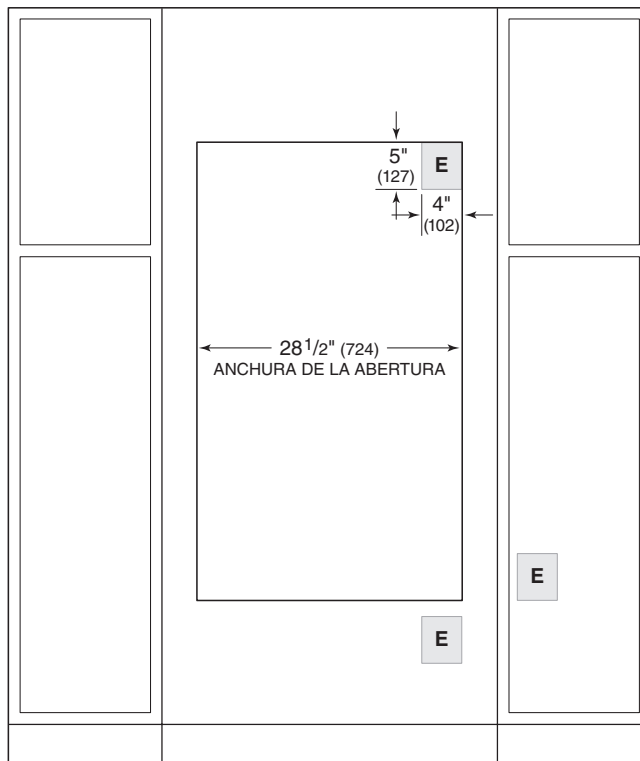 5"
(127)
E
4"
(102)
28 1/2" (724)
ANCHURA DE LA ABERTURA
E
E